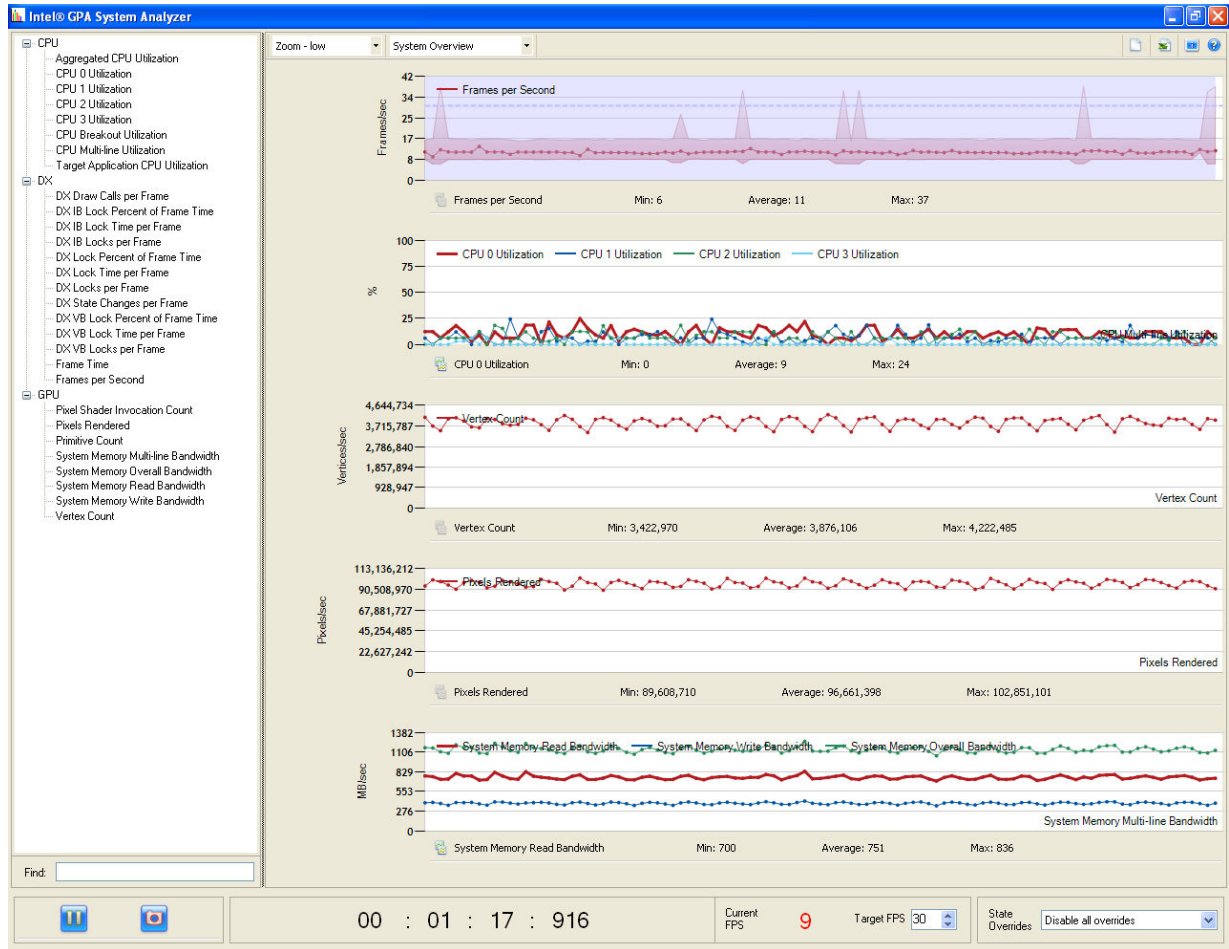 Intel® GPA System Analyzer
CPU
Aggregated CPU Utilization
CPU 0 Utilization
CPU 1 Utilization
CPU 2 Utilization
CPU 3 Utilization
CPU Breakout Utilization
CPU Multi-line Utilization
Target Application CPU Utilization
DX
DX Draw Calls per Frame
DX IB Lock Percent of Frame Time
DX IB Lock Time per Frame
DX IB Locks per Frame
DX Lock Percent of Frame Time
DX Lock Time per Frame
DX Locks per Frame
DX State Changes per Frame
DX VB Lock Percent of Frame Time
DX VB Lock Time per Frame
DX VB Locks per Frame
Frame Time
Frames per Second
GPU
Pixel Shader Invocation Count
Pixels Rendered
Primitive Count
System Memory Multi-line Bandwidth
System Memory Overall Bandwidth
System Memory Read Bandwidth
System Memory Write Bandwidth
Vertex Count
Find:
Zoom - low System Overview
Frames/sec
42
34
25
17
8
0
Frames per Second
Frames per Second Min: 6 Average: 11 Max: 37
%
100
75
50
25
0
CPU 0 Utilization CPU 1 Utilization CPU 2 Utilization CPU 3 Utilization
CPU Multi-line Utilization
CPU 0 Utilization Min: 0 Average: 9 Max: 24
Vertices/sec
4,644,734
3,715,787
2,786,840
1,857,894
928,947
0
Vertex Count
Vertex Count
Vertex Count Min: 3,422,970 Average: 3,876,106 Max: 4,222,485
Pixels/sec
113,136,212
90,508,970
67,881,727
45,254,485
22,627,242
0
Pixels Rendered
Pixels Rendered
Pixels Rendered Min: 89,608,710 Average: 96,661,398 Max: 102,851,101
MB/sec
1382
1106
829
553
276
0
System Memory Read Bandwidth System Memory Write Bandwidth System Memory Overall Bandwidth
System Memory Multi-line Bandwidth
System Memory Read Bandwidth Min: 700 Average: 751 Max: 836
00 : 01 : 17 : 916
Current FPS 9
Target FPS 30
State Overrides Disable all overrides